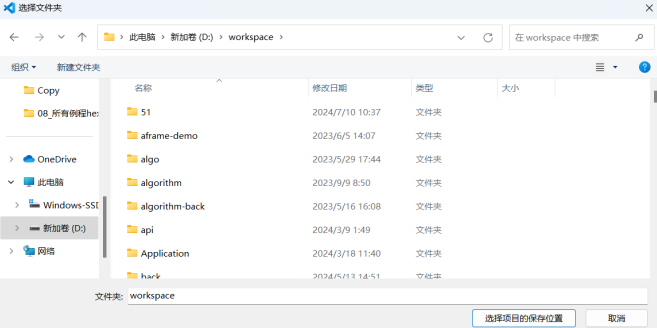 选择文件夹
此电脑 › 新加卷 (D:) › workspace ›
在 workspace 中搜索
组织 新建文件夹
名称 修改日期 类型 大小
Copy
08_所有例程hex
OneDrive
此电脑
Windows-SSD
新加卷 (D:)
网络
51 2024/7/10 10:37 文件夹
aframe-demo 2023/6/5 14:07 文件夹
algo 2023/5/29 17:44 文件夹
algorithm 2023/9/9 8:50 文件夹
algorithm-back 2023/5/16 16:08 文件夹
api 2024/3/9 1:49 文件夹
Application 2024/3/18 11:40 文件夹
back 2024/5/13 14:51 文件夹
文件夹: workspace
选择项目的保存位置 取消